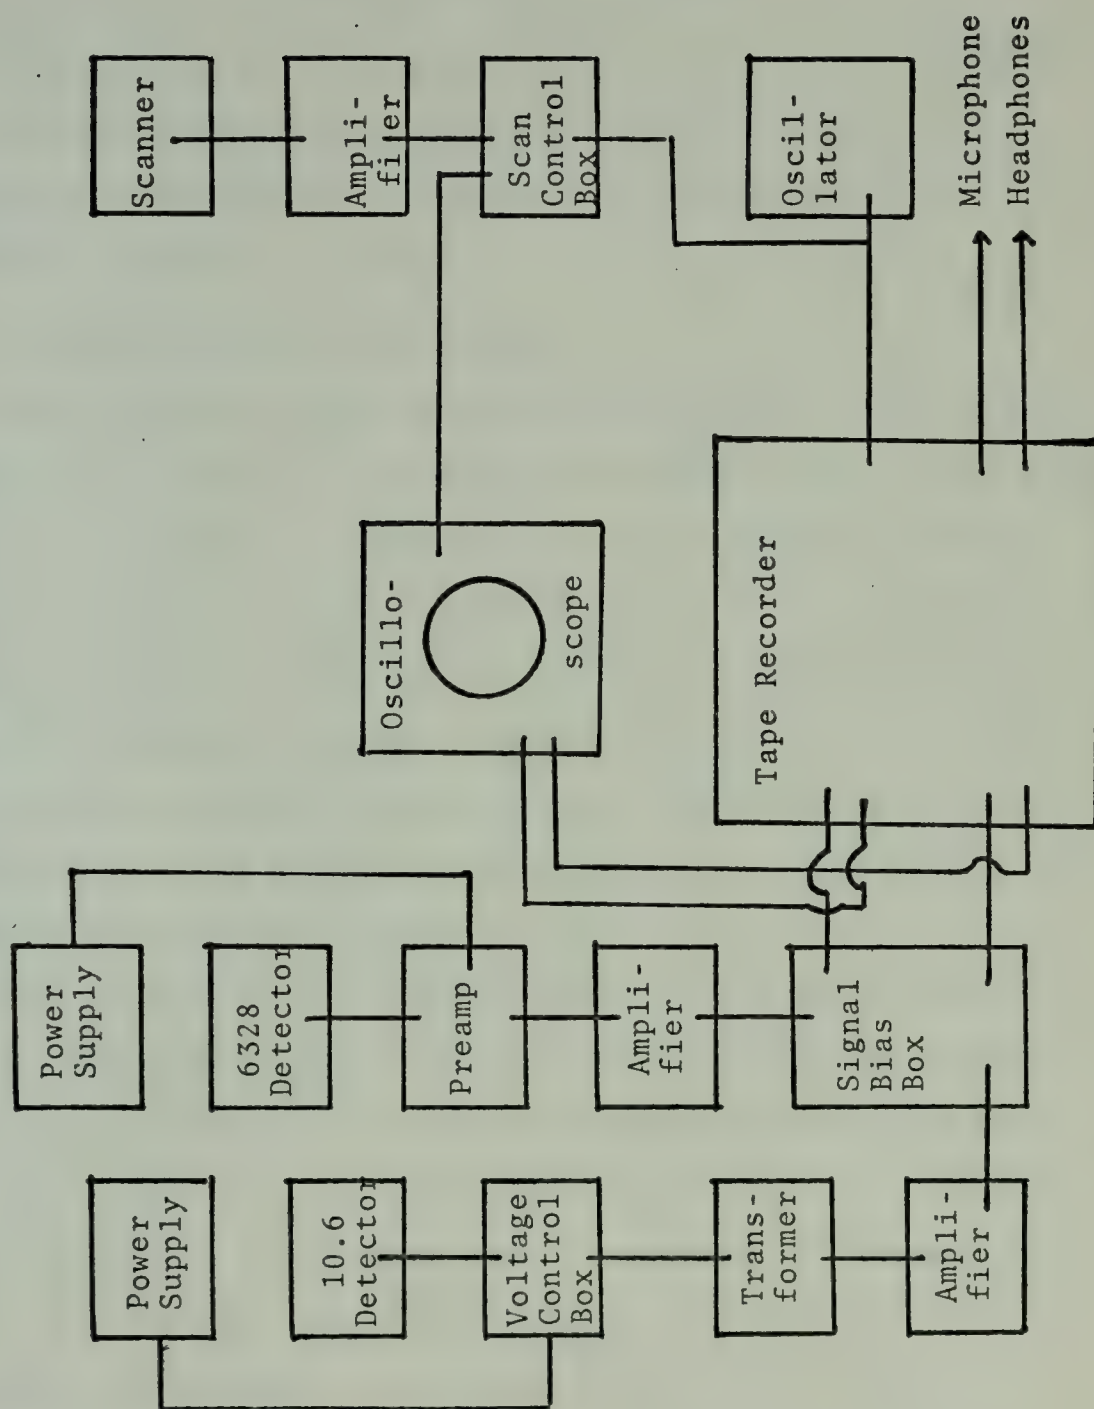 Power
Supply
10.6
Detector
Voltage
Control
Box
Trans-
former
Ampli-
fier
Power
Supply
6328
Detector
Preamp
Ampli-
fier
Signal
Bias
Box
Oscillo-
scope
Tape Recorder
Scanner
Ampli-
fier
Scan
Control
Box
Oscil-
lator
Microphone
Headphones